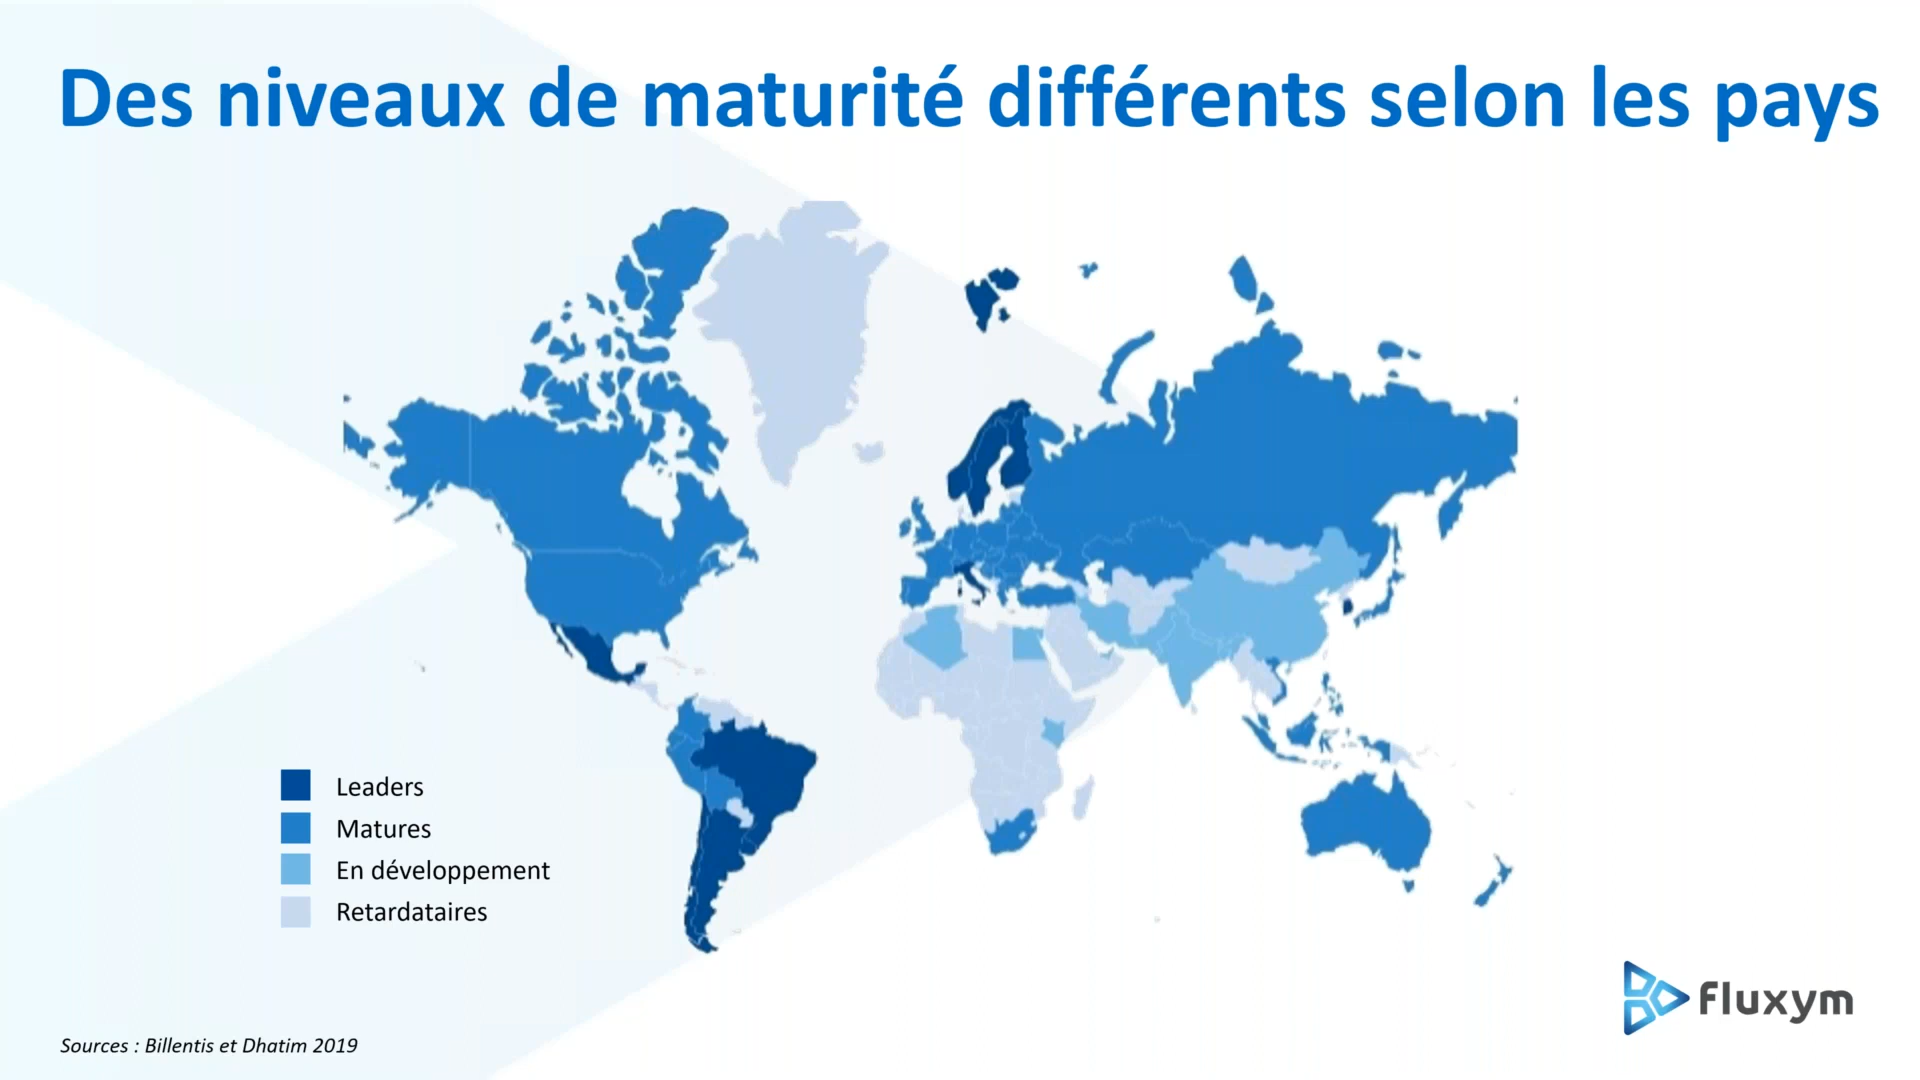 Des niveaux de maturité différents selon les pays
Leaders
Matures
En développement
Retardataires
fluxym
Sources : Billentis et Dhatim 2019